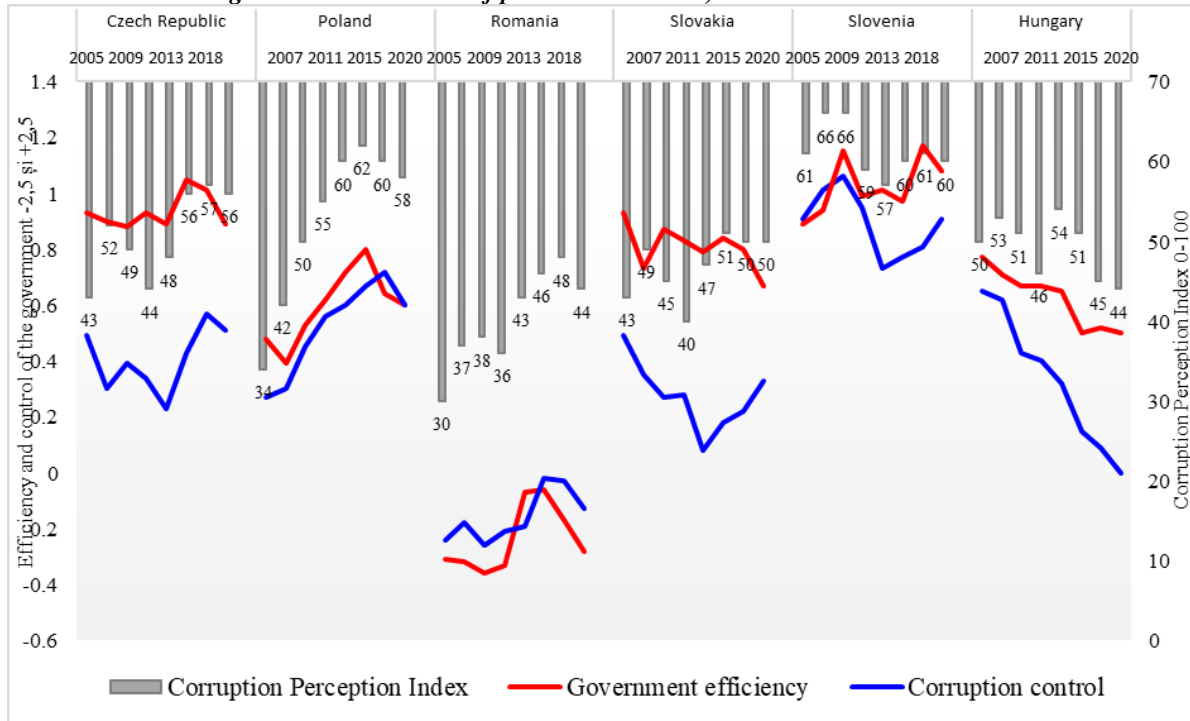 Czech Republic Poland Romania Slovakia Slovenia Hungary
2005 2009 2013 2018 2007 2011 2015 2020 2005 2009 2013 2018 2007 2011 2015 2020 2005 2009 2013 2018 2007 2011 2015 2020
Efficiency and control of the government -2,5 și +2,5
1.4
1.2
1
0.8
0.6
0.4
0.2
0
-0.2
-0.4
-0.6
43 52 49 44 48 56 57 56
34 42 50 55 60 62 60 58
30 37 38 36 43 46 48 44
43 49 45 40 47 51 50 50
61 66 66 59 57 60 61 60
50 53 51 46 54 51 45 44
70
60
50
40
30
20
10
0
Corruption Perception Index 0-100
Corruption Perception Index Government efficiency Corruption control